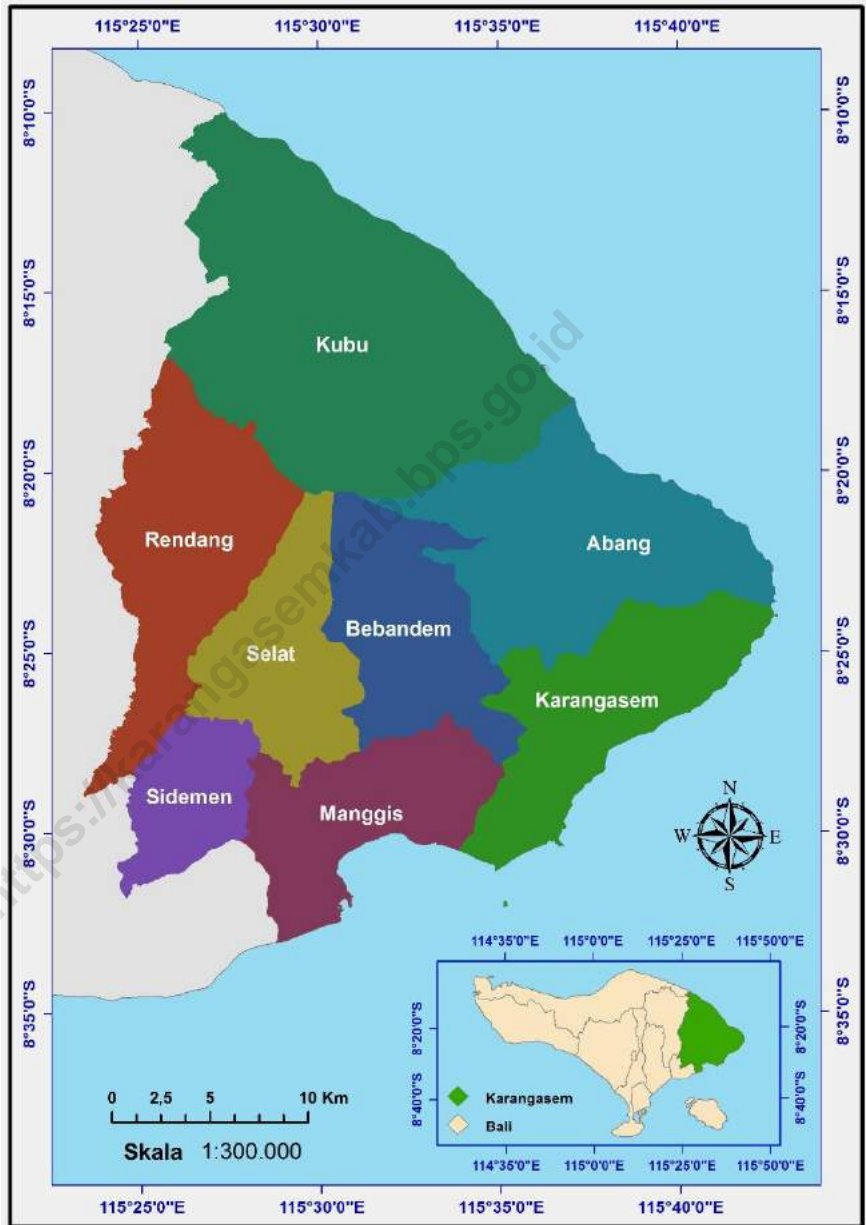 115°25'0"E 115°30'0"E 115°35'0"E 115°40'0"E
8°10'0"S 8°10'0"S
8°15'0"S 8°15'0"S
Kubu
8°20'0"S 8°20'0"S
Rendang
Abang
Bebandem
Selat
8°25'0"S 8°25'0"S
Karangasem
Sidemen
Manggis
8°30'0"S 8°30'0"S
N
W E
S
https://karangasemkab.bps.go.id
8°35'0"S 8°35'0"S
114°35'0"E 115°0'0"E 115°25'0"E 115°50'0"E
8°20'0"S 8°20'0"S
8°40'0"S 8°40'0"S
Karangasem
Bali
114°35'0"E 115°0'0"E 115°25'0"E 115°50'0"E
0 2,5 5 10 Km
Skala 1:300.000
115°25'0"E 115°30'0"E 115°35'0"E 115°40'0"E